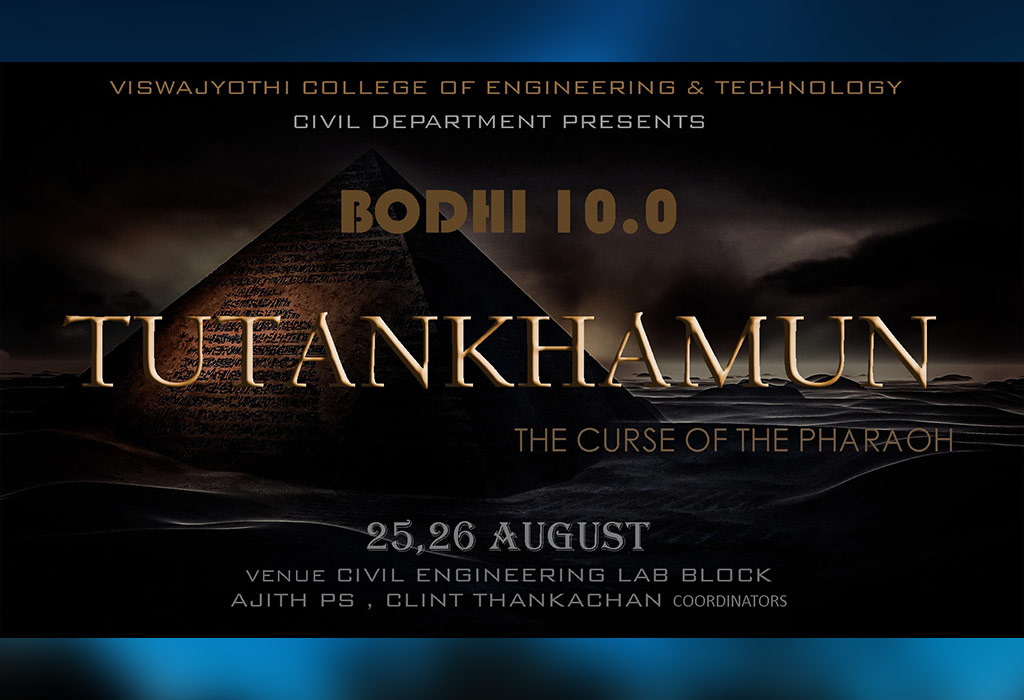 VISWAJYOTHI COLLEGE OF ENGINEERING & TECHNOLOGY
CIVIL DEPARTMENT PRESENTS
BODHI 10.0
TUTANKHAMUN
THE CURSE OF THE PHARAOH
25,26 AUGUST
VENUE CIVIL ENGINEERING LAB BLOCK
AJITH PS , CLINT THANKACHAN COORDINATORS